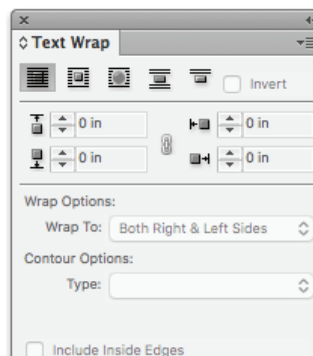 Text Wrap
Invert
0 in 0 in
0 in 0 in
Wrap Options:
Wrap To: Both Right & Left Sides
Contour Options:
Type:
Include Inside Edges